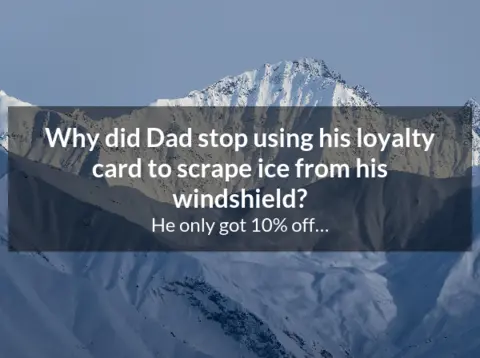 Why did Dad stop using his loyalty
card to scrape ice from his
windshield?
He only got 10% off...